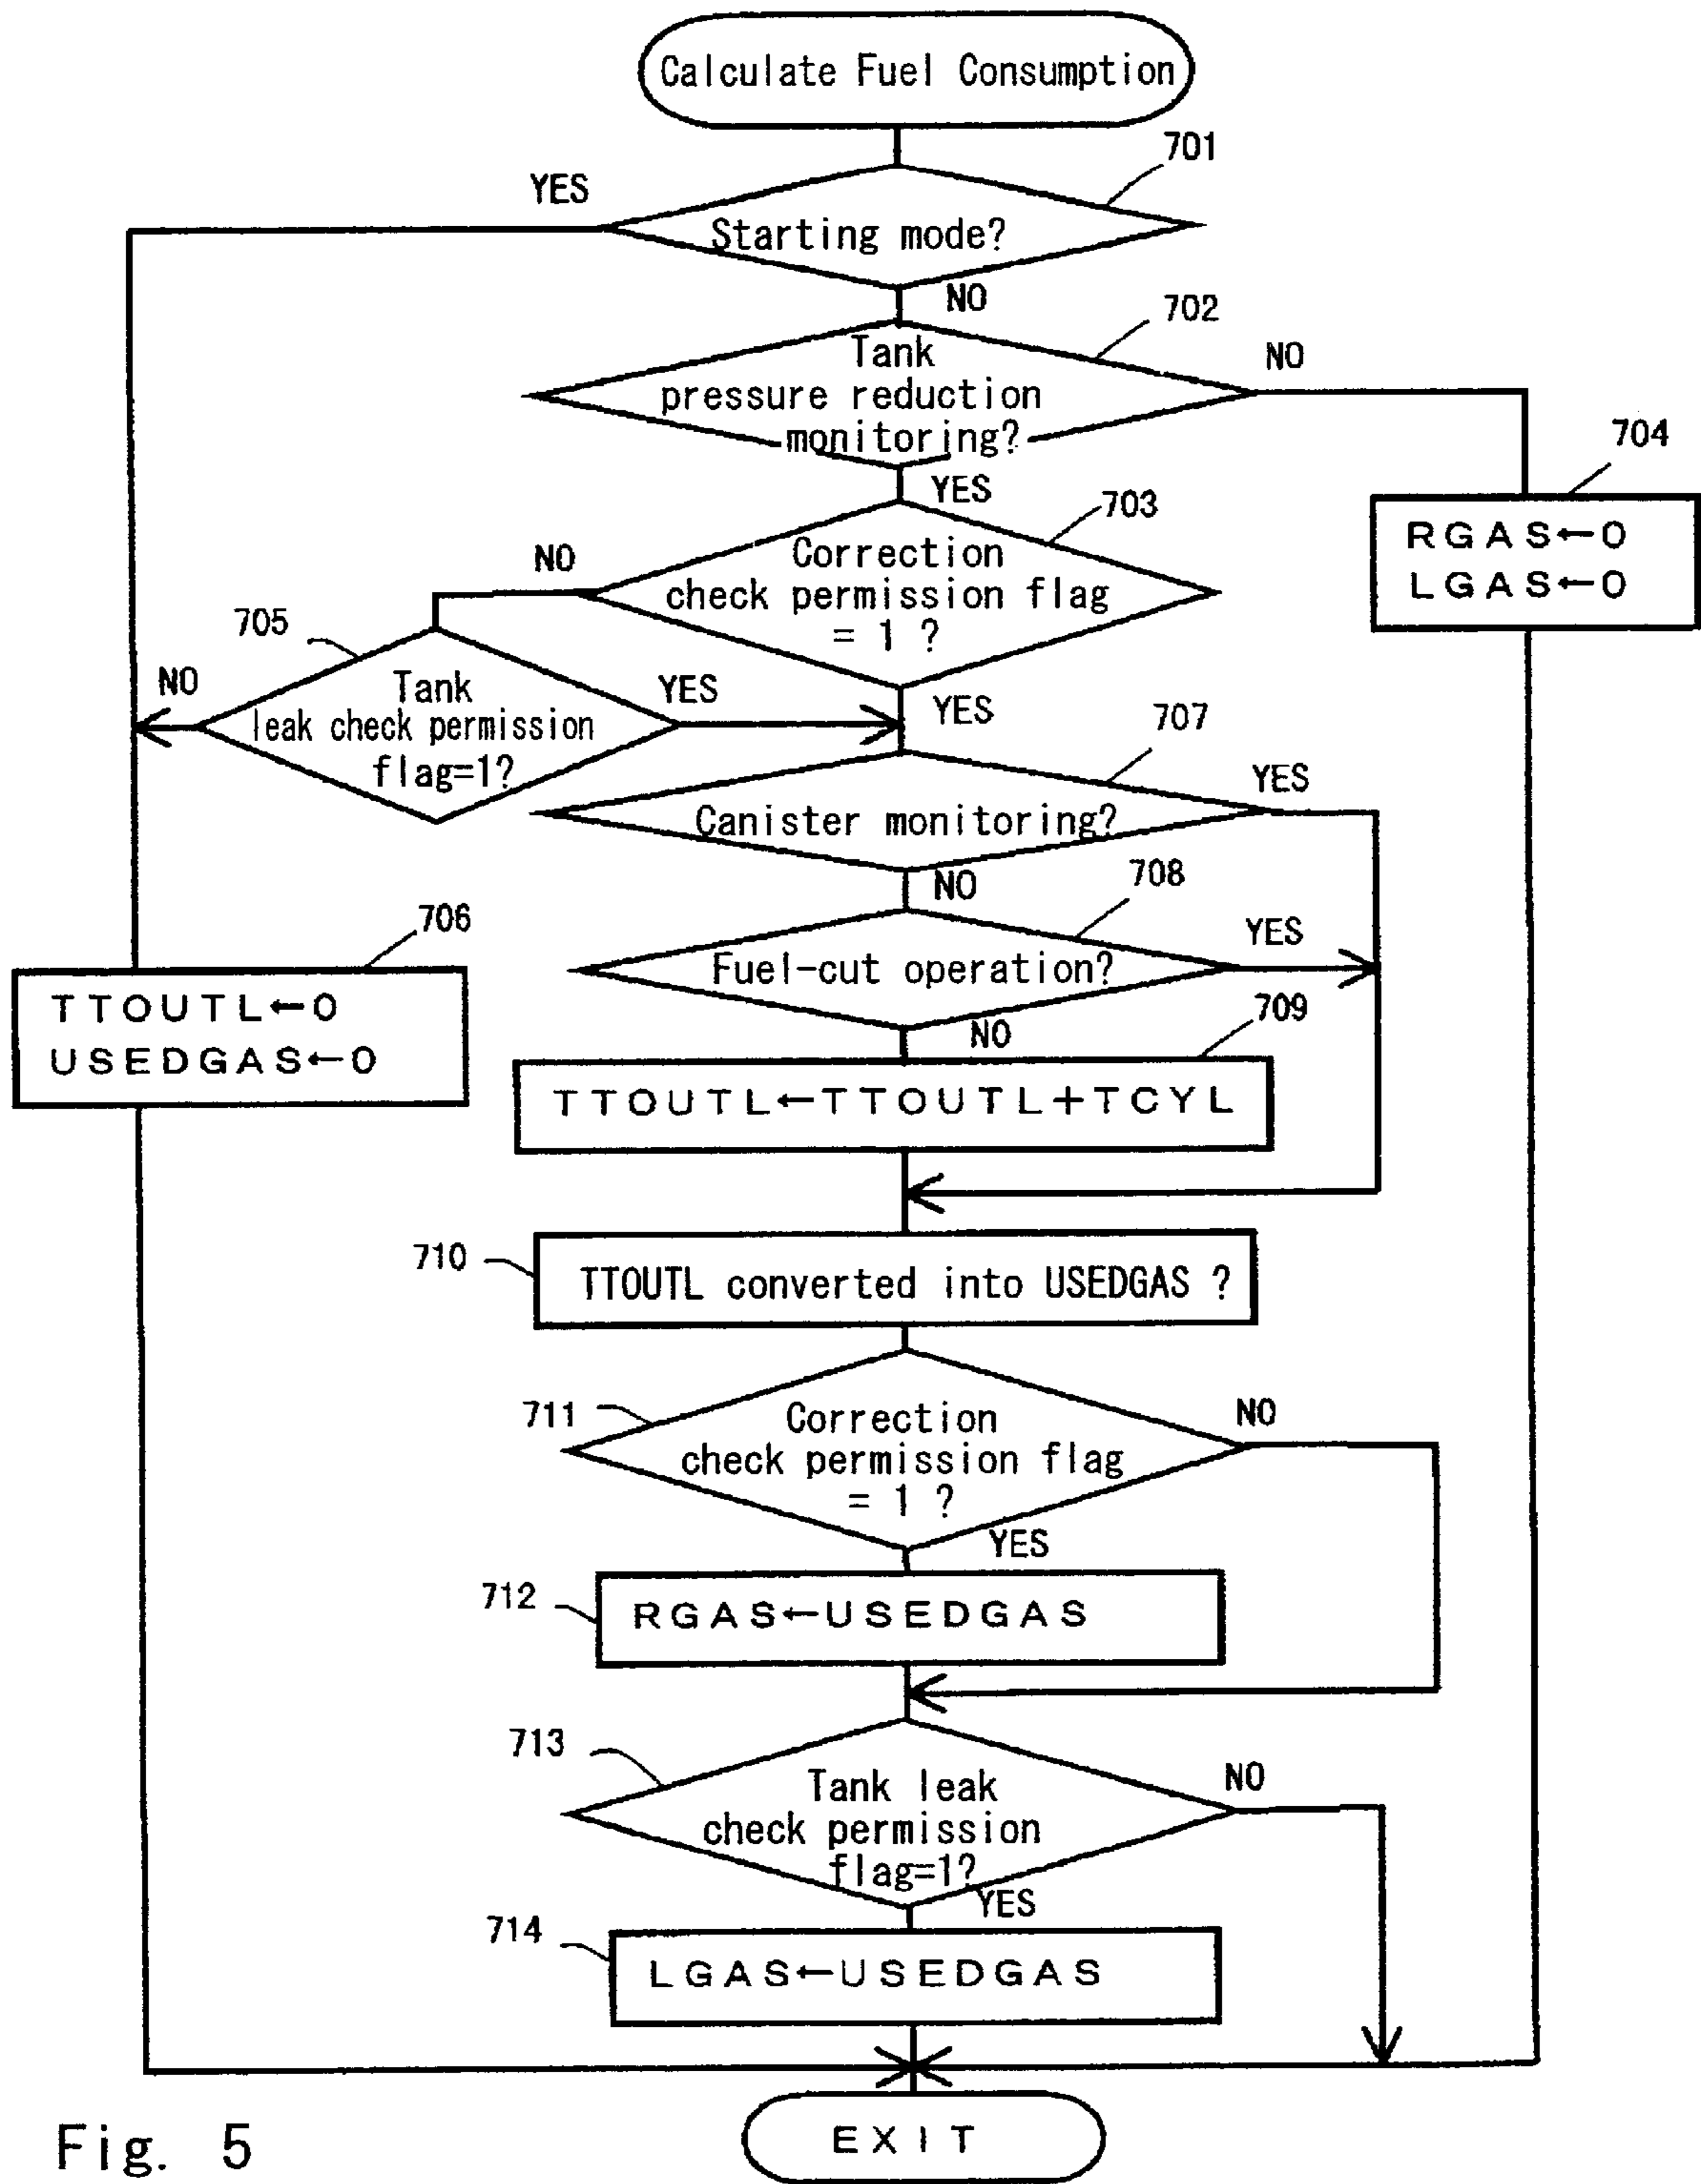 Calculate Fuel Consumption
701
YES
Starting mode?
NO
702
Tank
pressure reduction
monitoring?
NO
YES
703
704
RGAS←0
LGAS←0
Correction
check permission flag
= 1 ?
NO
705
Tank
leak check permission
flag=1?
NO
YES
YES
707
Canister monitoring?
YES
NO
708
Fuel-cut operation?
YES
NO
706
TTOUTL←0
USEDGAS←0
709
TTOUTL←TTOUTL+TCYL
710
TTOUTL converted into USEDGAS ?
711
Correction
check permission flag
= 1 ?
NO
YES
712
RGAS←USEDGAS
713
Tank leak
check permission
flag=1?
NO
YES
714
LGAS←USEDGAS
EXIT
Fig. 5